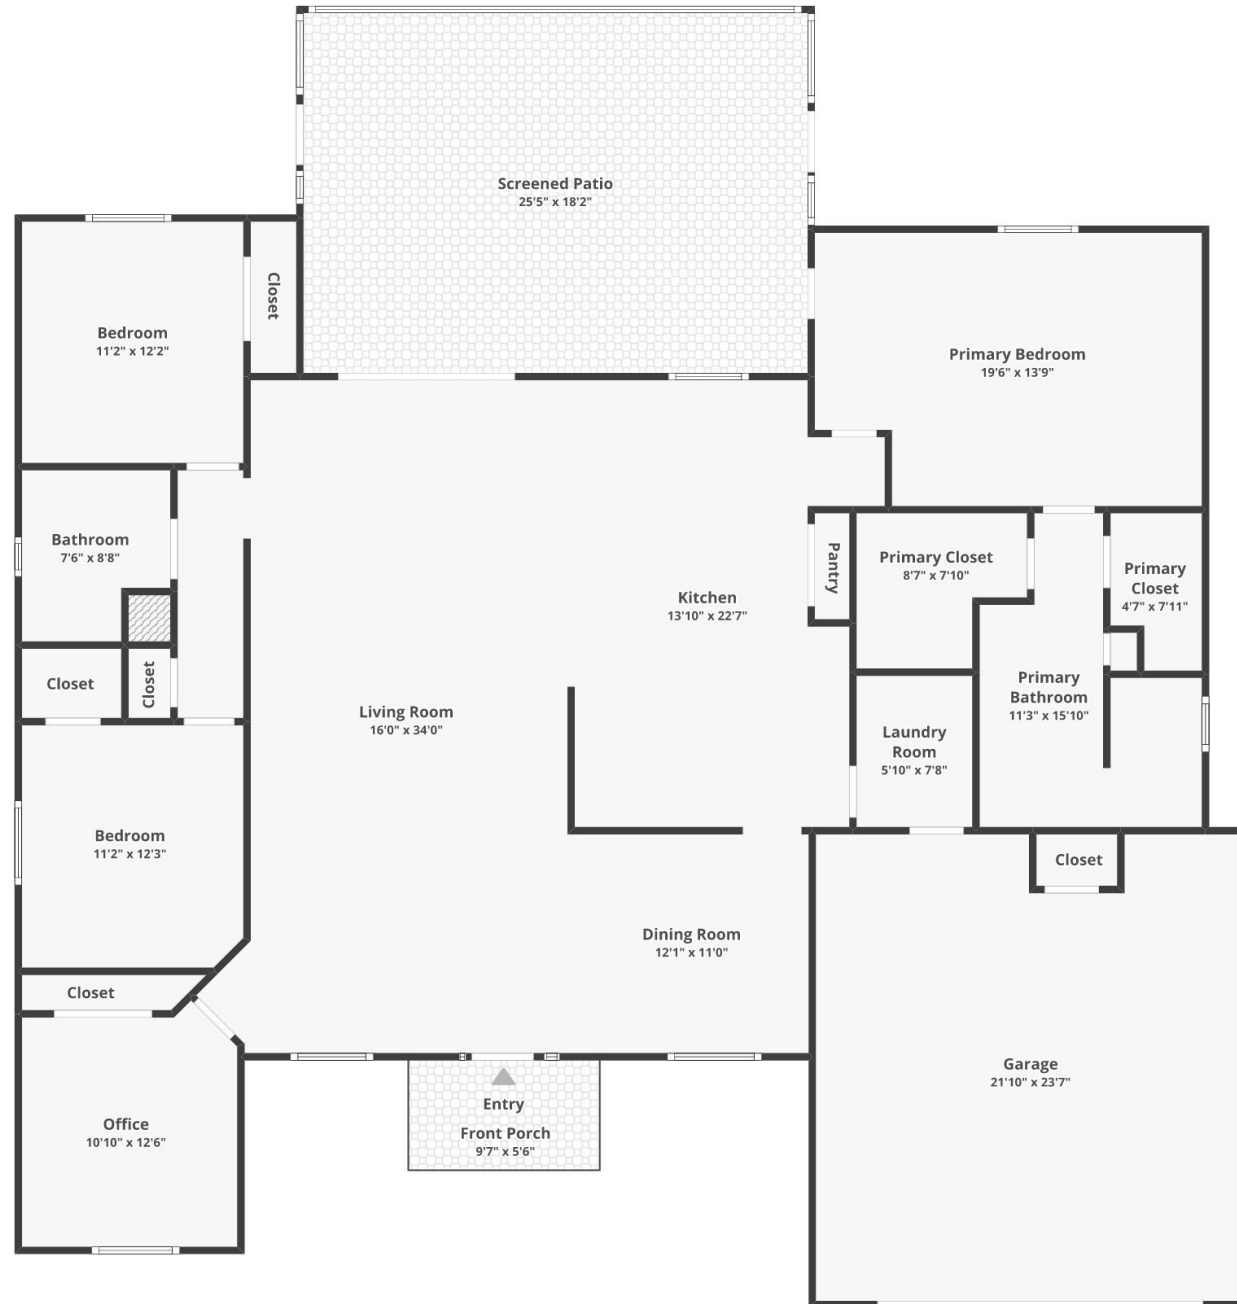 Screened Patio
25'5" x 18'2"
Bedroom
11'2" x 12'2"
Closet
Primary Bedroom
19'6" x 13'9"
Bathroom
7'6" x 8'8"
Kitchen
13'10" x 22'7"
Pantry
Primary Closet
8'7" x 7'10"
Primary
Closet
4'7" x 7'11"
Closet
Closet
Living Room
16'0" x 34'0"
Primary
Bathroom
11'3" x 15'10"
Laundry
Room
5'10" x 7'8"
Bedroom
11'2" x 12'3"
Closet
Dining Room
12'1" x 11'0"
Closet
Garage
21'10" x 23'7"
Entry
Front Porch
9'7" x 5'6"
Office
10'10" x 12'6"